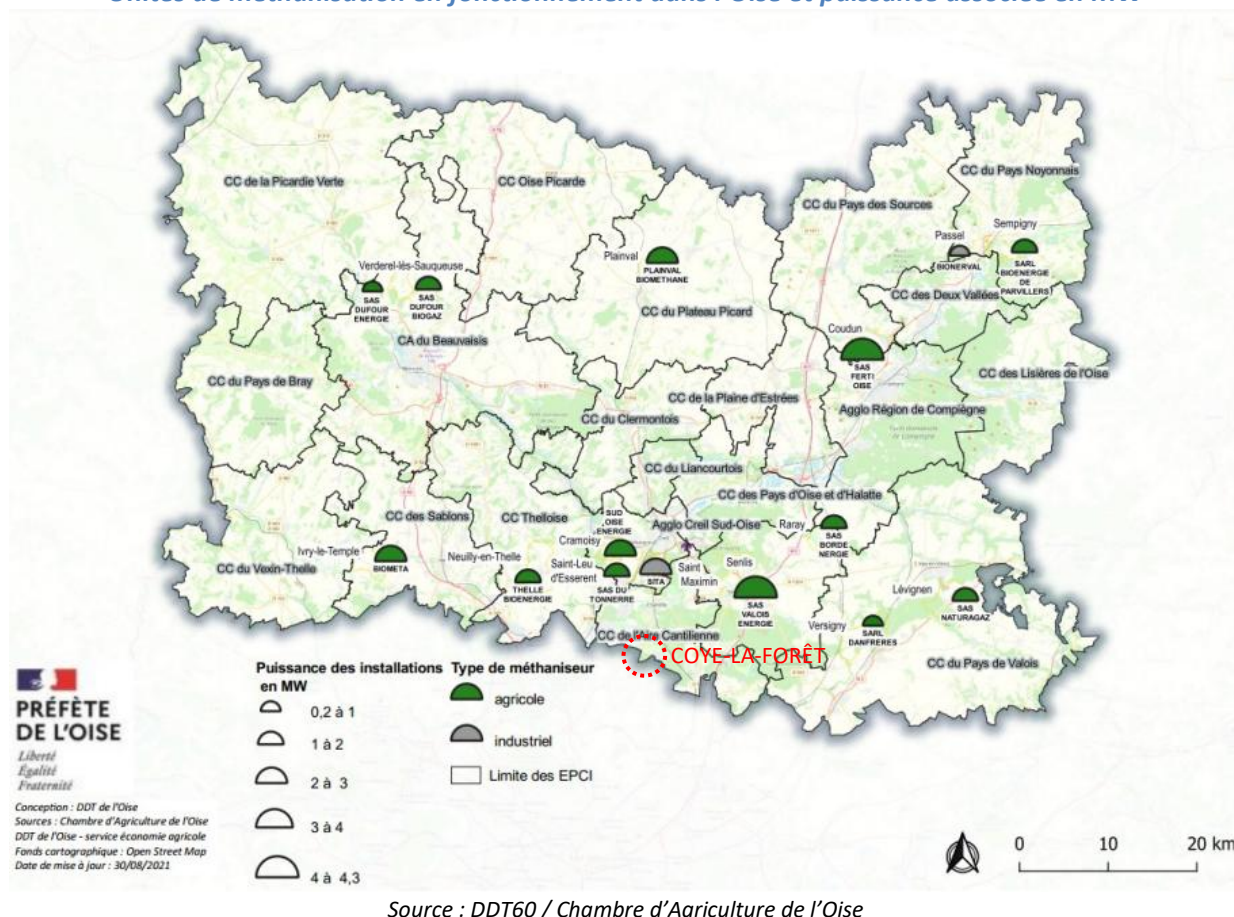 CC de la Picardie Verte
CC Oise Picarde
CC du Pays Noyonnais
CC du Pays des Sources
Sempigny
Passel
BIONERVAL
SARL
BIOENERGIE
DE
PARVILLERS
Plainval
PLAINVAL
BIOMETHANE
Verderel-lès-Sauqueuse
SAS
DUFOUR
ENERGIE
SAS
DUFOUR
BIOGAZ
CC des Deux Vallées
CC du Plateau Picard
Coudun
SAS
FERTI
OISE
CA du Beauvaisis
CC du Pays de Bray
CC des Lisières de l'Oise
CC de la Plaine d'Estrées
Agglo Région de Compiègne
CC du Clermontois
CC du Liancourtois
CC des Pays d'Oise et d'Halatte
CC des Sablons
CC Thelloise
SUD
OISE
ENERGIE
Agglo Creil Sud-Oise
Raray
SAS
BORDE
NERGIE
Cramoisy
Ivry-le-Temple
BIOMETA
Neuilly-en-Thelle
THELLE
BIOENERGIE
Saint-Leu
d'Esserent
SAS DU
TONNERRE
SITA
Saint
Maximin
Senlis
SAS
VALOIS
ENERGIE
CC du Vexin-Thelle
Lévignen
SAS
NATURAGAZ
Versigny
SARL
DANFRERES
CC de l'Aire Cantilienne
COYE-LA-FORÊT
CC du Pays de Valois
PRÉFÈTE
DE L'OISE
Liberté
Égalité
Fraternité
Conception : DDT de l'Oise
Sources : Chambre d'Agriculture de l'Oise
DDT de l'Oise - service économie agricole
Fonds cartographique : Open Street Map
Date de mise à jour : 30/08/2021
Puissance des installations
en MW
0,2 à 1
1 à 2
2 à 3
3 à 4
4 à 4,3
Type de méthaniseur
agricole
industriel
Limite des EPCI
0 10 20 km
Source : DDT60 / Chambre d'Agriculture de l'Oise